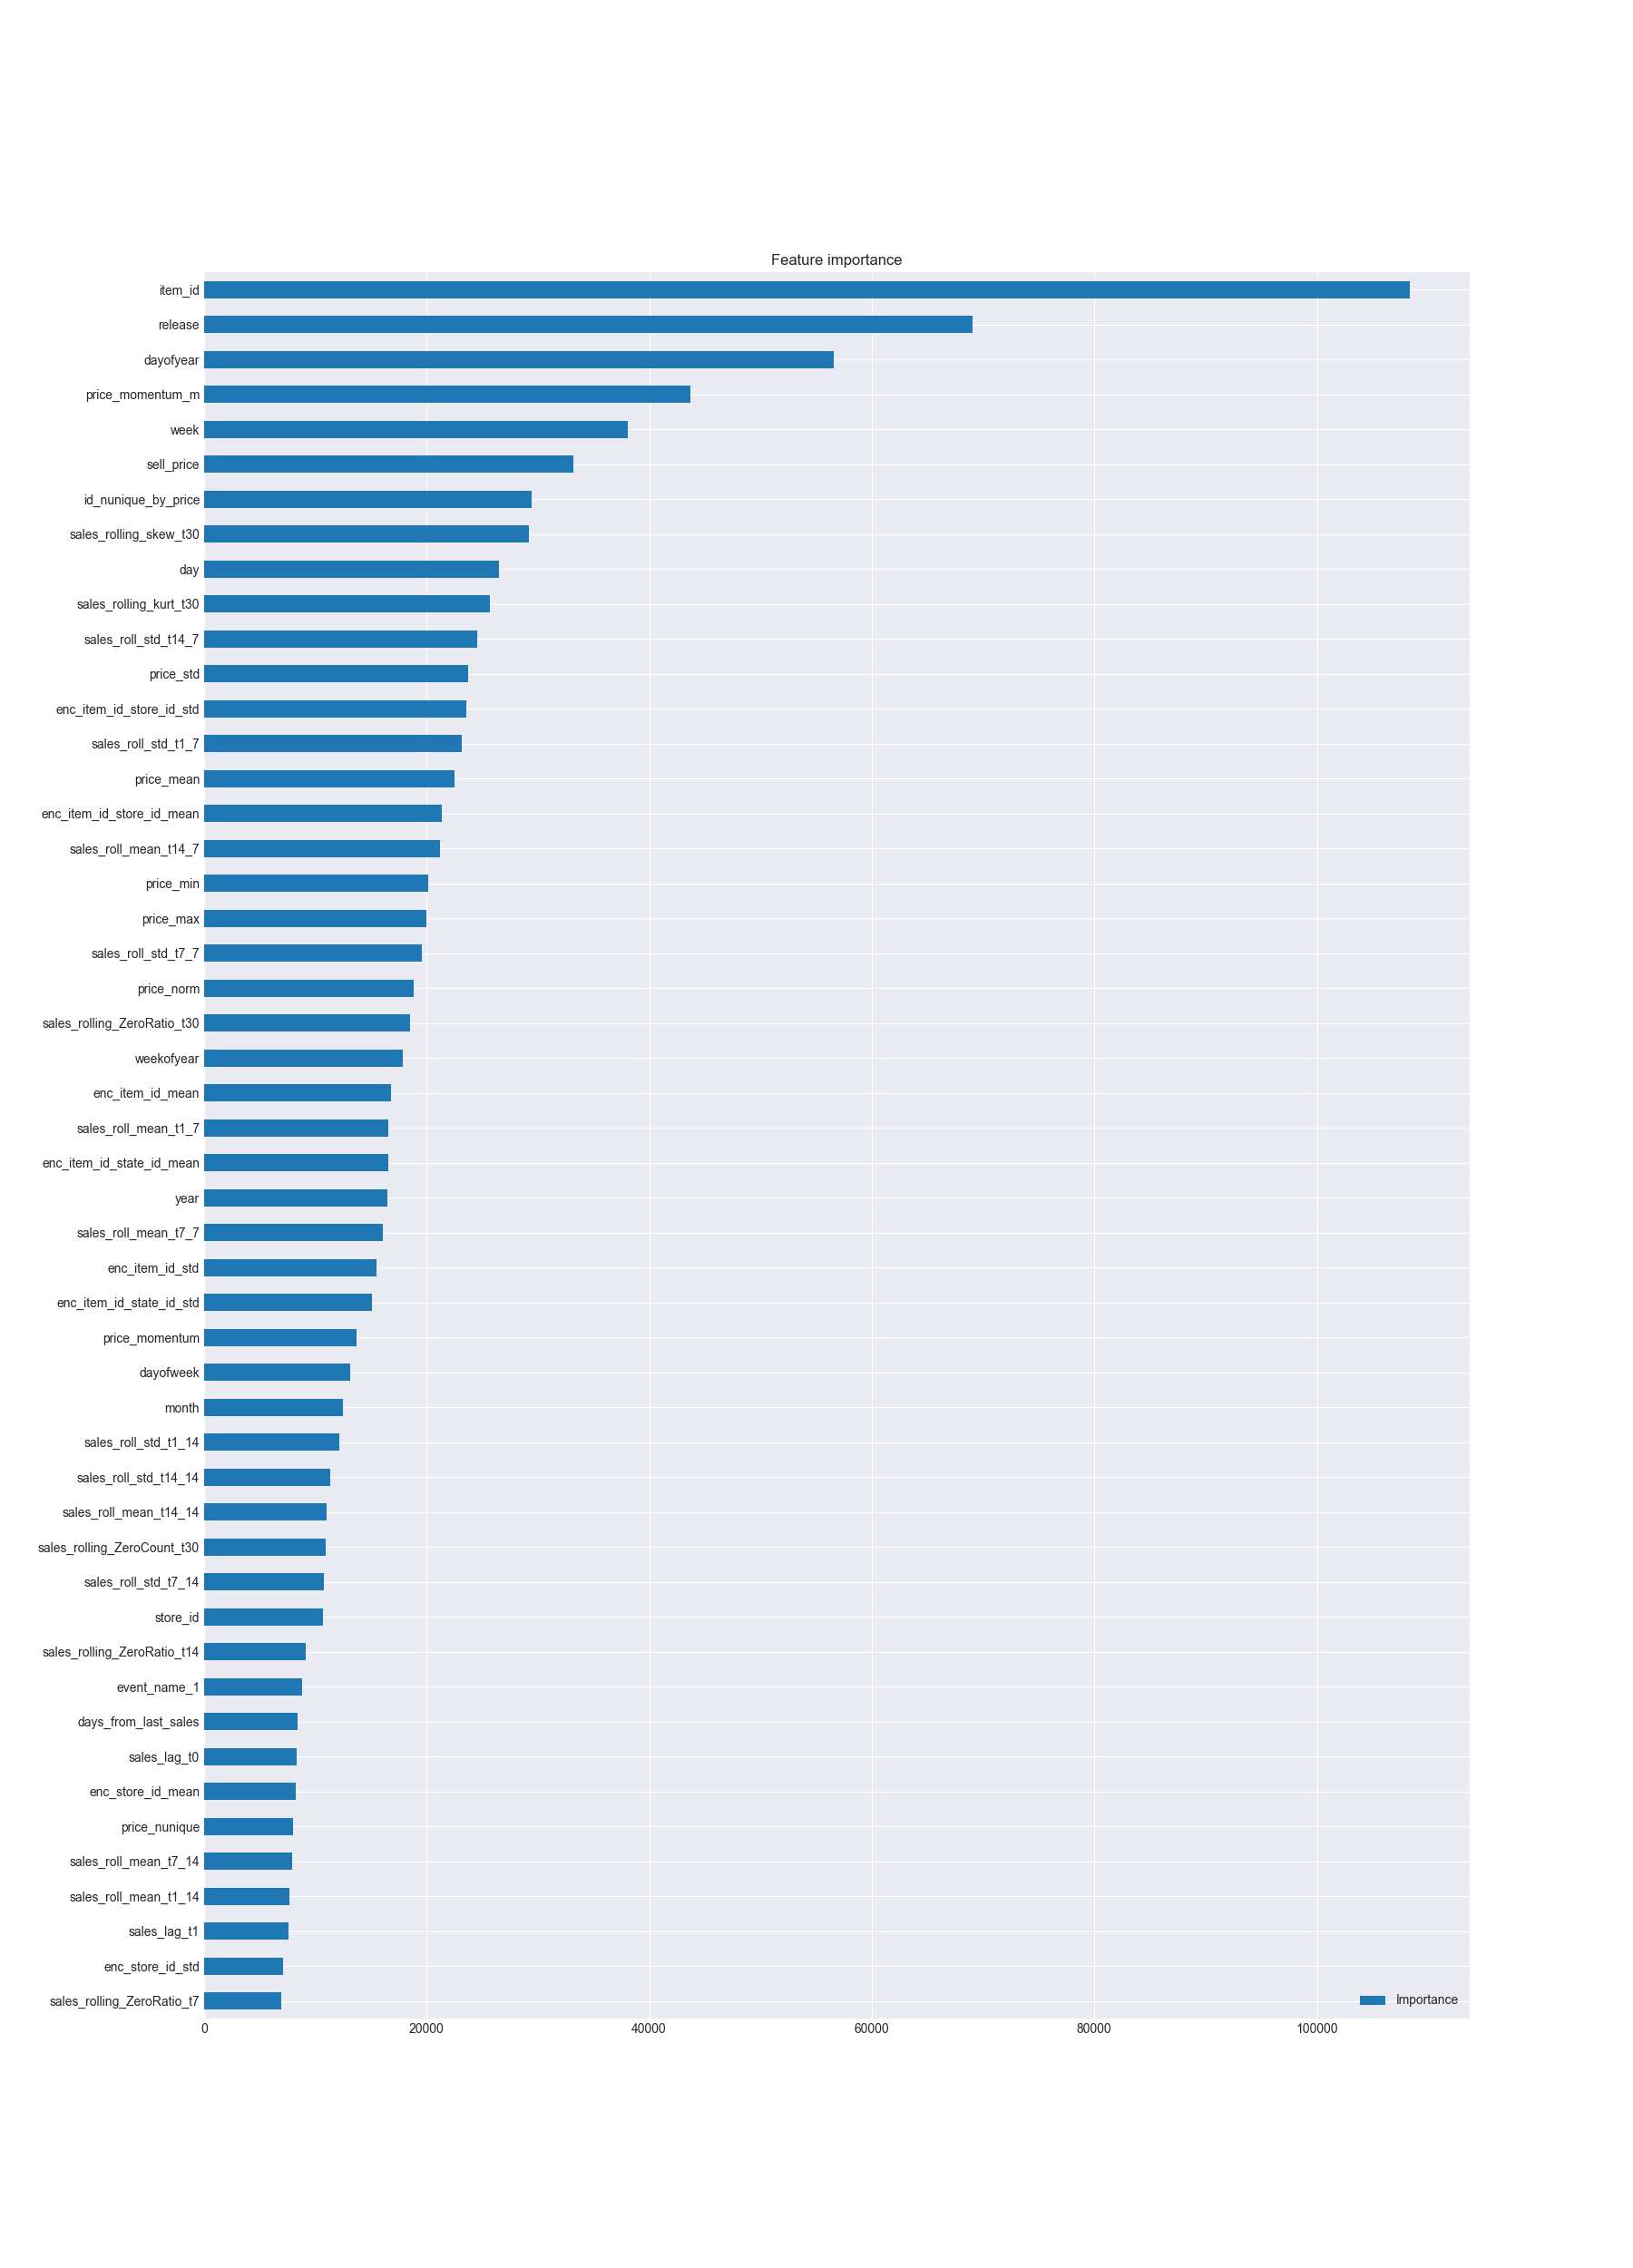 Feature importance
item_id
release
dayofyear
price_momentum_m
week
sell_price
id_nunique_by_price
sales_rolling_skew_t30
day
sales_rolling_kurt_t30
sales_roll_std_t14_7
price_std
enc_item_id_store_id_std
sales_roll_std_t1_7
price_mean
enc_item_id_store_id_mean
sales_roll_mean_t14_7
price_min
price_max
sales_roll_std_t7_7
price_norm
sales_rolling_ZeroRatio_t30
weekofyear
enc_item_id_mean
sales_roll_mean_t1_7
enc_item_id_state_id_mean
year
sales_roll_mean_t7_7
enc_item_id_std
enc_item_id_state_id_std
price_momentum
dayofweek
month
sales_roll_std_t1_14
sales_roll_std_t14_14
sales_roll_mean_t14_14
sales_rolling_ZeroCount_t30
sales_roll_std_t7_14
store_id
sales_rolling_ZeroRatio_t14
event_name_1
days_from_last_sales
sales_lag_t0
enc_store_id_mean
price_nunique
sales_roll_mean_t7_14
sales_roll_mean_t1_14
sales_lag_t1
enc_store_id_std
sales_rolling_ZeroRatio_t7
Importance
0 20000 40000 60000 80000 100000